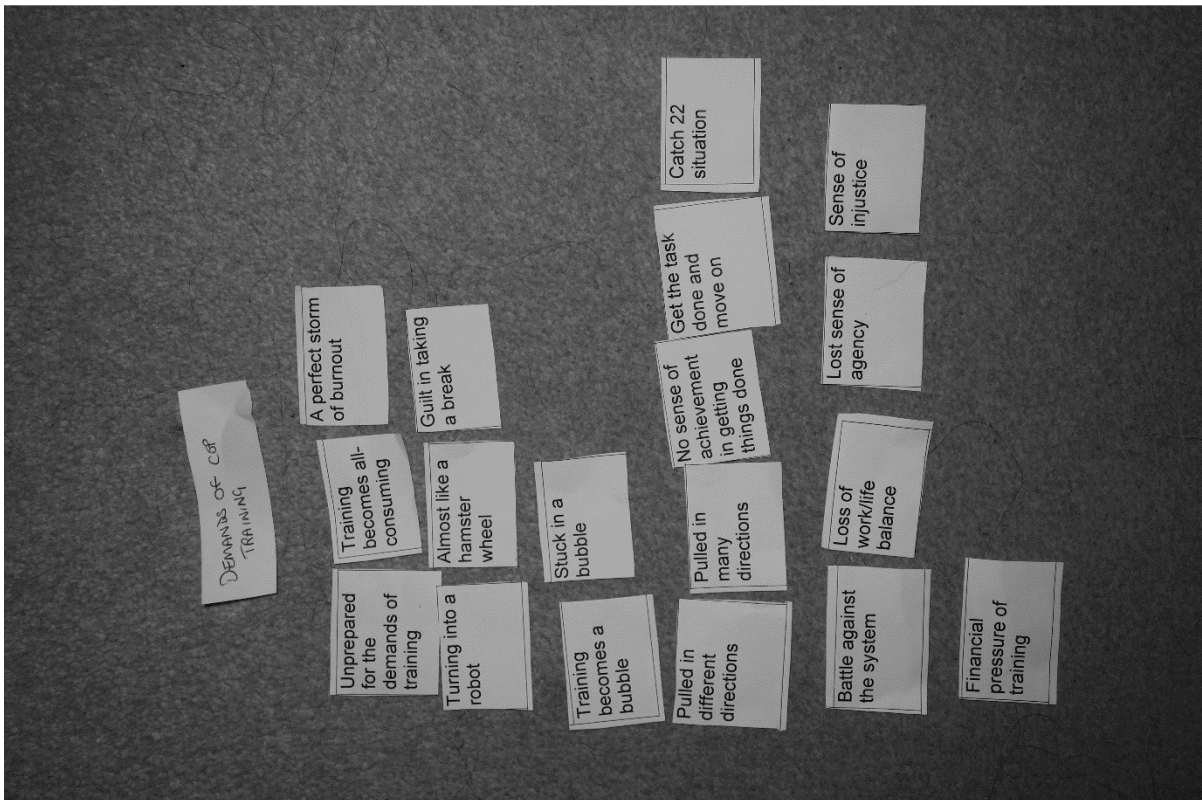 DEMANDS OF COP
TRAINING
Unprepared
for the
demands of
training
Training
becomes all-
consuming
A perfect storm
of burnout
Turning into a
robot
Almost like a
hamster
wheel
Guilt in taking
a break
Training
becomes a
bubble
Stuck in a
bubble
Pulled in
different
directions
Pulled in
many
directions
No sense of
achievement
in getting
things done
Get the task
done and
move on
Catch 22
situation
Battle against
the system
Loss of
work/life
balance
Lost sense of
agency
Sense of
injustice
Financial
pressure of
training